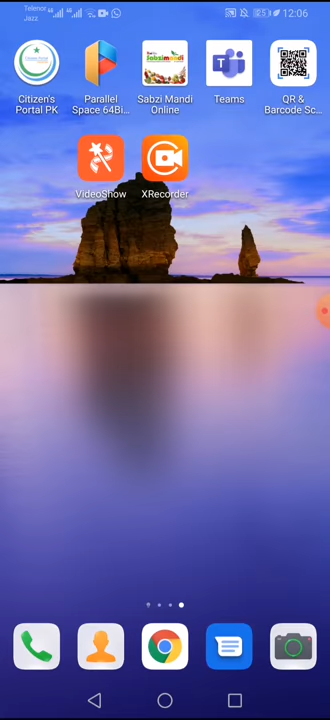 Telenor
Jazz
12:06
Citizen's
Portal PK
Parallel
Space 64Bi...
Sabzi Mandi
Online
Teams
QR &
Barcode Sc...
VideoShow
XRecorder